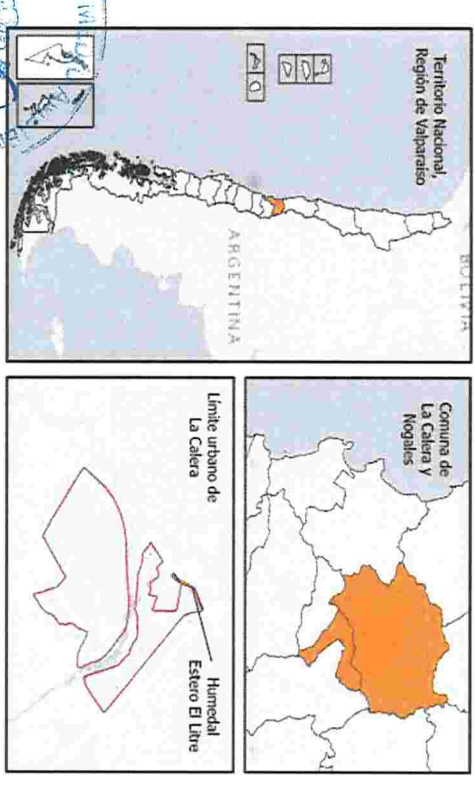 Territorio Nacional,
Región de Valparaíso
BOLIVIA
ARGENTINA
Comuna de
La Calera y
Nogales
Límite urbano de
La Calera
Humedal
Estero El Litre